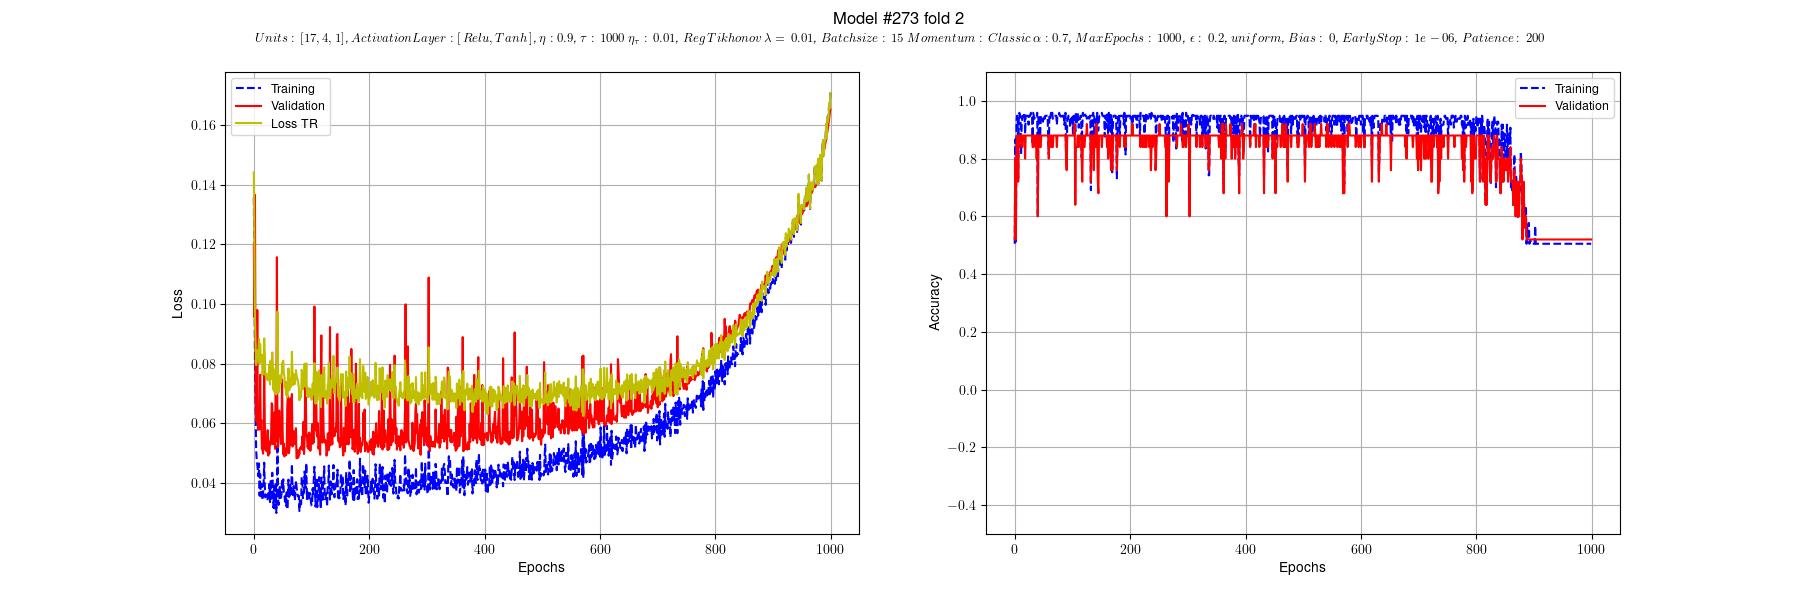 Model #273 fold 2
Units : [17, 4, 1], ActivationLayer : [ Relu, Tanh ], η : 0.9, τ : 1000 ητ : 0.01, Reg Tikhonov λ = 0.01, Batchsize : 15 Momentum : Classic α : 0.7, MaxEpochs : 1000, ϵ : 0.2, uniform, Bias : 0, EarlyStop : 1e − 06, Patience : 200
Training
Validation
Loss TR
0.16
0.14
0.12
0.10
0.08
0.06
0.04
Loss
0 200 400 600 800 1000
Epochs
Training
Validation
1.0
0.8
0.6
0.4
0.2
0.0
−0.2
−0.4
Accuracy
0 200 400 600 800 1000
Epochs